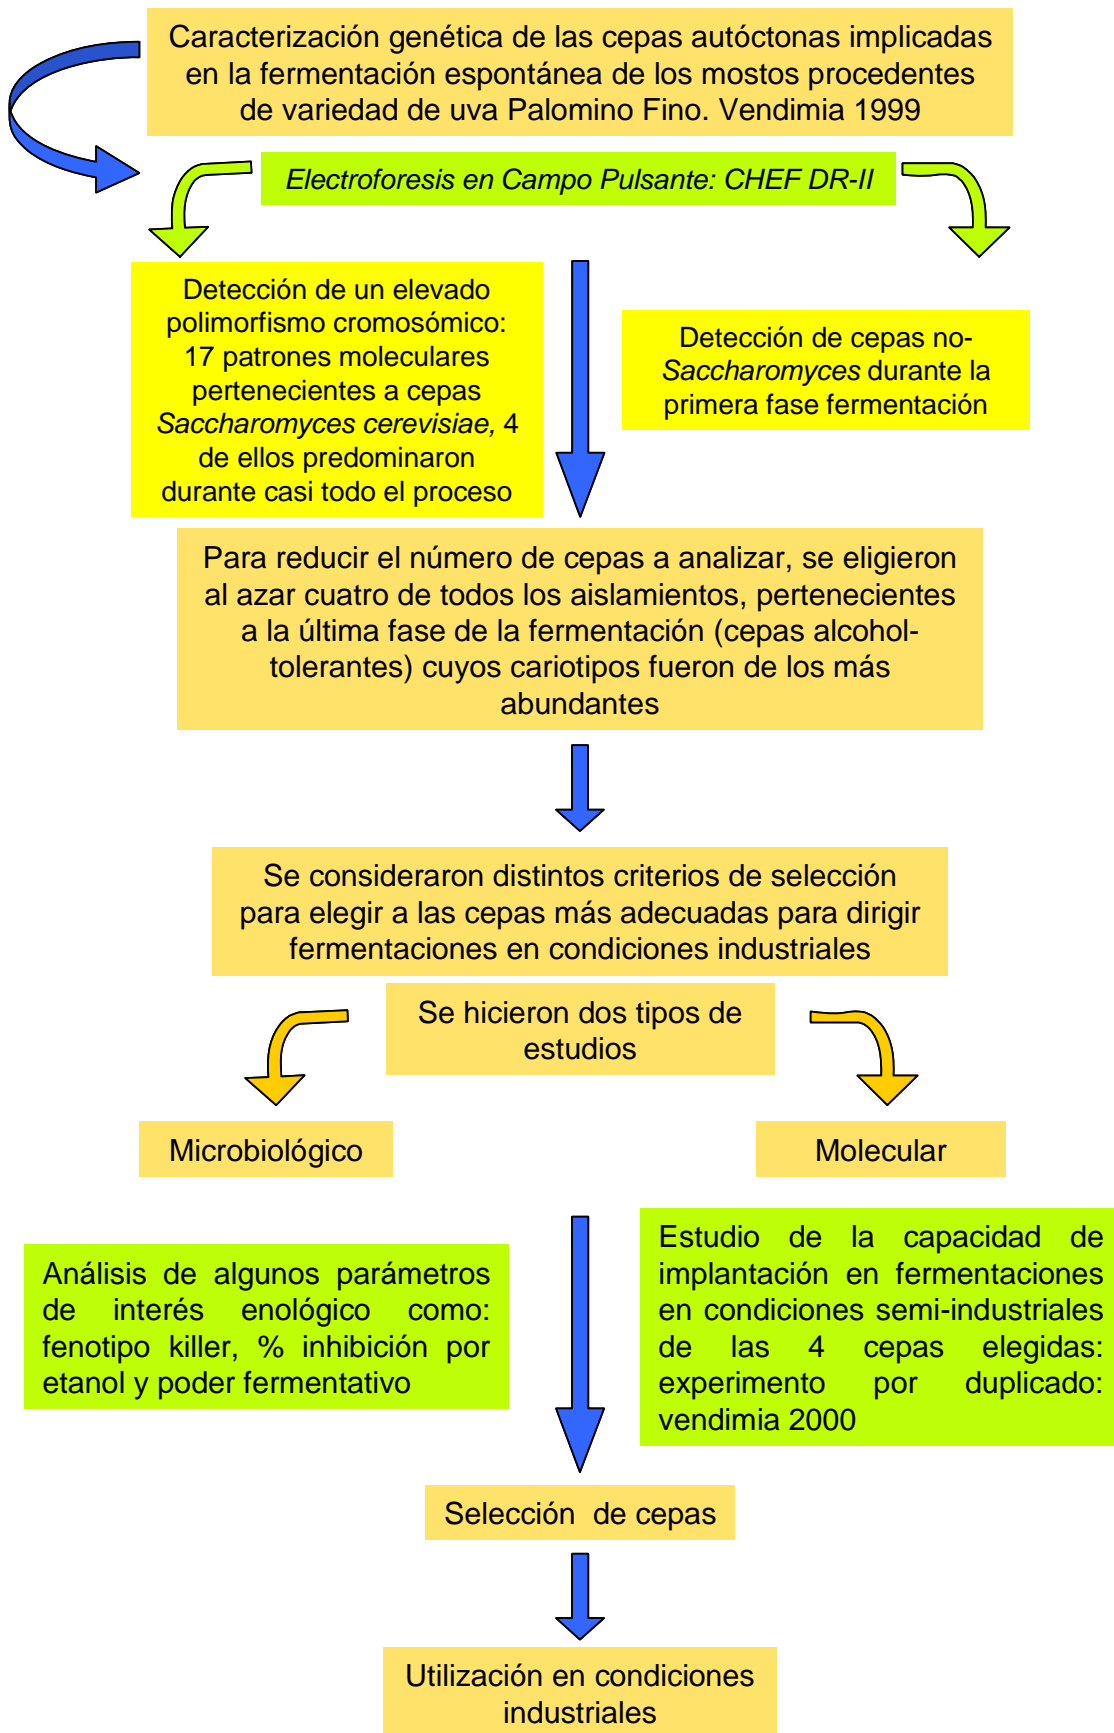 Caracterización genética de las cepas autóctonas implicadas
en la fermentación espontánea de los mostos procedentes
de variedad de uva Palomino Fino. Vendimia 1999
Electroforesis en Campo Pulsante: CHEF DR-II
Detección de un elevado
polimorfismo cromosómico:
17 patrones moleculares
pertenecientes a cepas
Saccharomyces cerevisiae, 4
de ellos predominaron
durante casi todo el proceso
Detección de cepas no-
Saccharomyces durante la
primera fase fermentación
Para reducir el número de cepas a analizar, se eligieron
al azar cuatro de todos los aislamientos, pertenecientes
a la última fase de la fermentación (cepas alcohol-
tolerantes) cuyos cariotipos fueron de los más
abundantes
Se consideraron distintos criterios de selección
para elegir a las cepas más adecuadas para dirigir
fermentaciones en condiciones industriales
Se hicieron dos tipos de
estudios
Microbiológico
Molecular
Análisis de algunos parámetros
de interés enológico como:
fenotipo killer, % inhibición por
etanol y poder fermentativo
Estudio de la capacidad de
implantación en fermentaciones
en condiciones semi-industriales
de las 4 cepas elegidas:
experimento por duplicado:
vendimia 2000
Selección de cepas
Utilización en condiciones
industriales